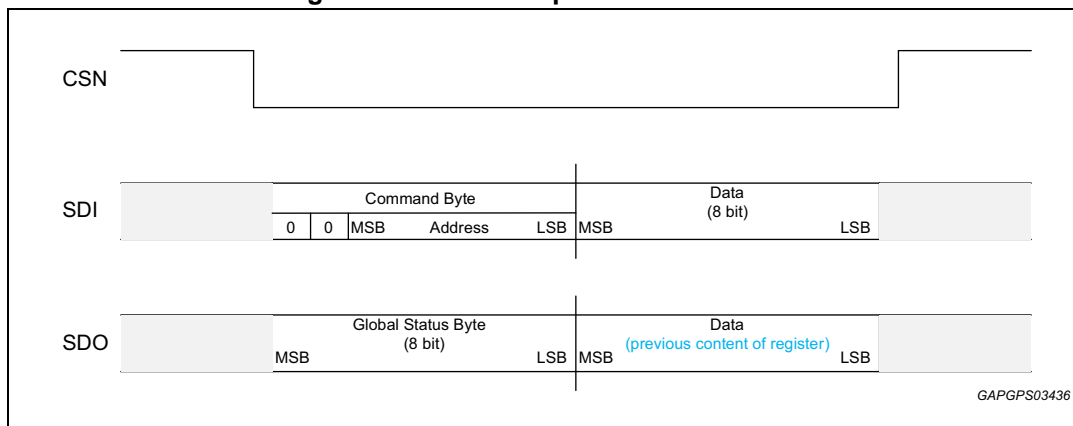 CSN
SDI
Command Byte
0 0 MSB Address LSB
Data
(8 bit)
MSB LSB
SDO
Global Status Byte
(8 bit)
MSB LSB
Data
(previous content of register)
MSB LSB
GAPGPS03436